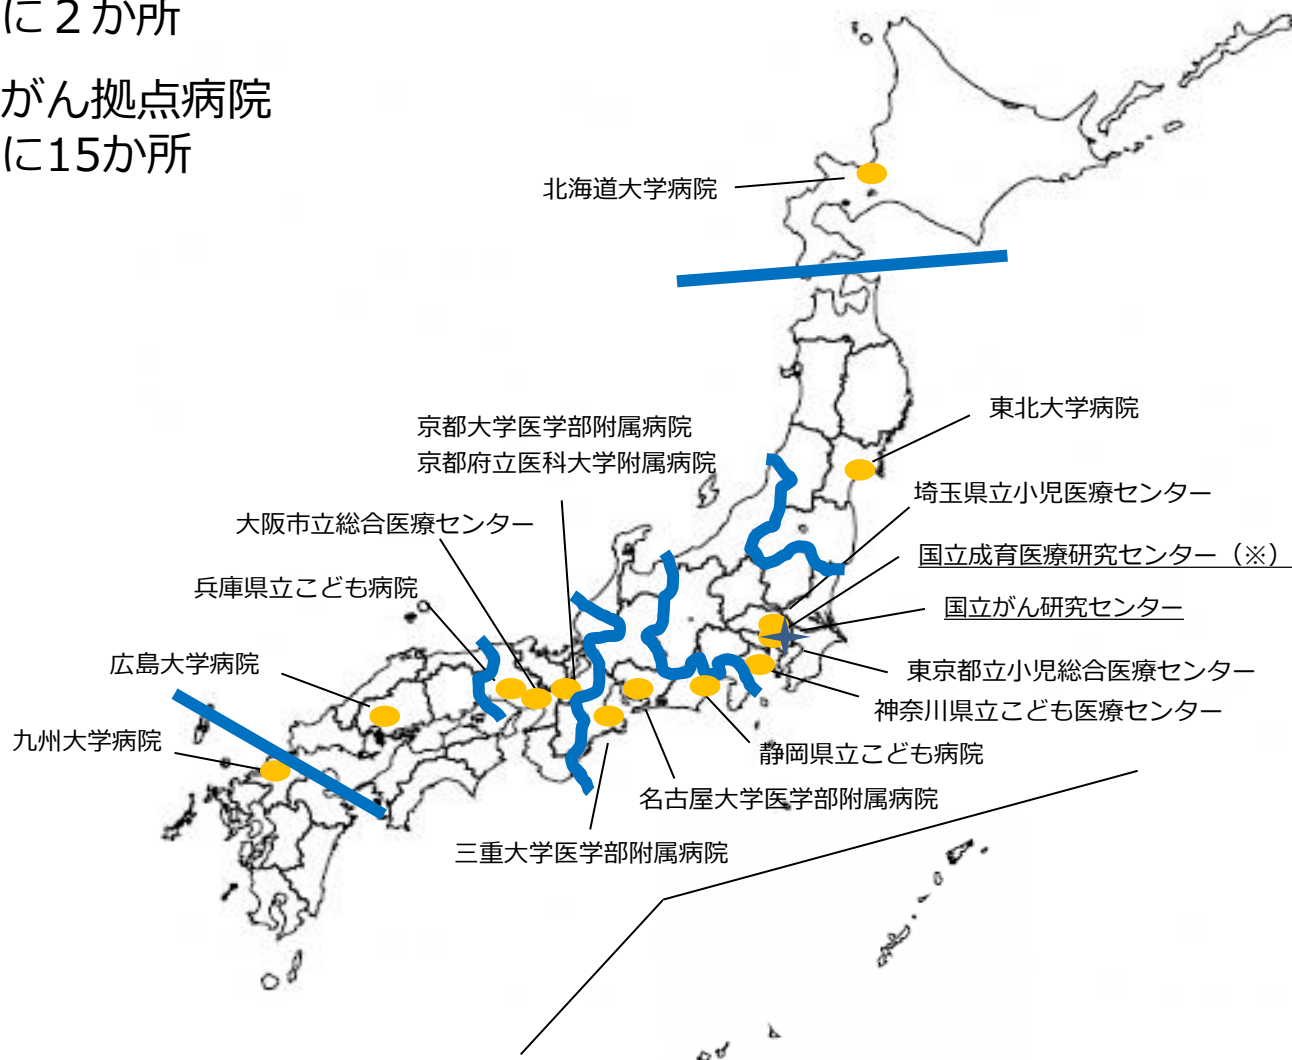 に２か所
がん拠点病院
に15か所
北海道大学病院
東北大学病院
京都大学医学部附属病院
京都府立医科大学附属病院
埼玉県立小児医療センター
大阪市立総合医療センター
国立成育医療研究センター（※）
兵庫県立こども病院
国立がん研究センター
広島大学病院
東京都立小児総合医療センター
神奈川県立こども医療センター
九州大学病院
静岡県立こども病院
名古屋大学医学部附属病院
三重大学医学部附属病院